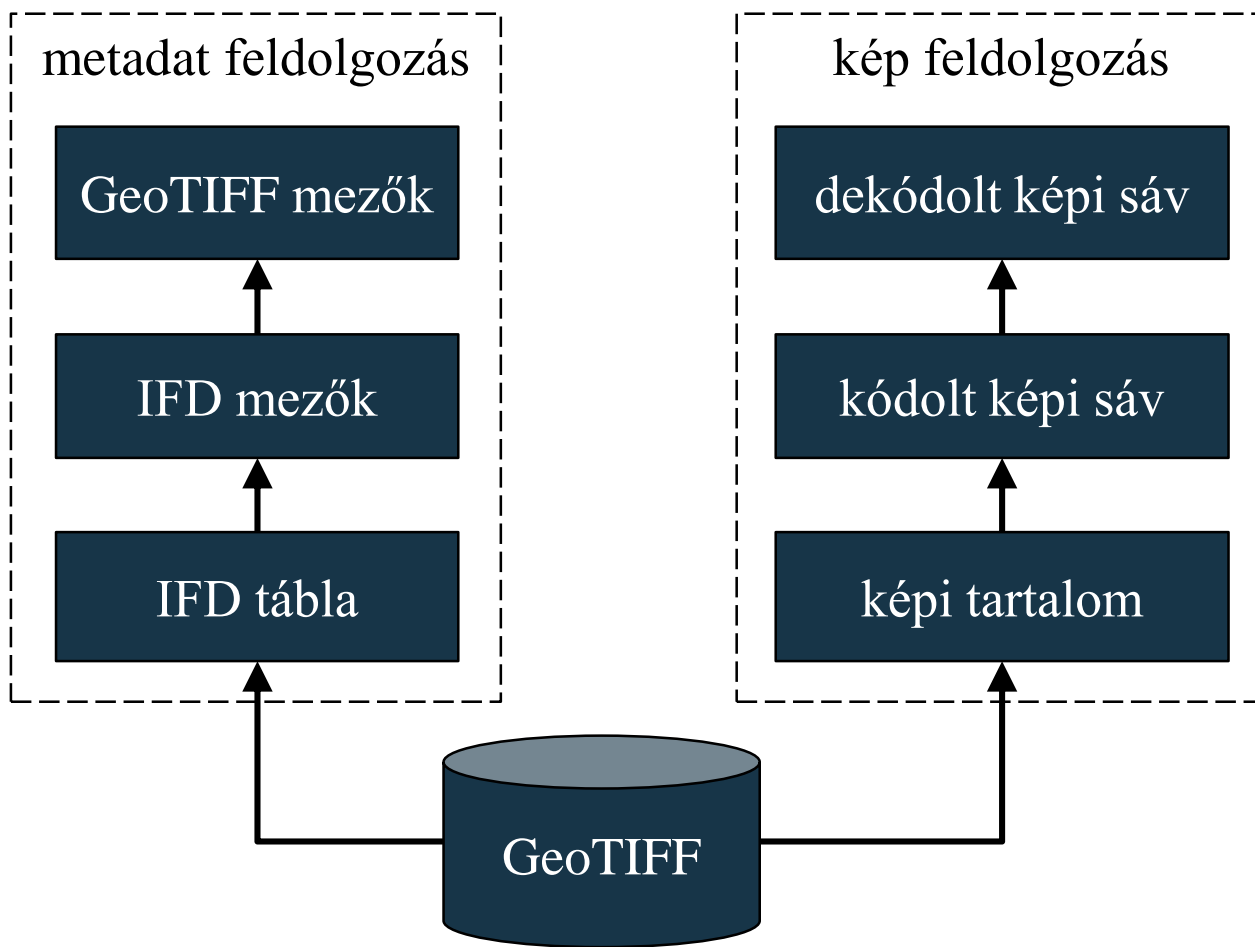 metadat feldolgozás
GeoTIFF mezők
IFD mezők
IFD tábla
kép feldolgozás
dekódolt képi sáv
kódolt képi sáv
képi tartalom
GeoTIFF